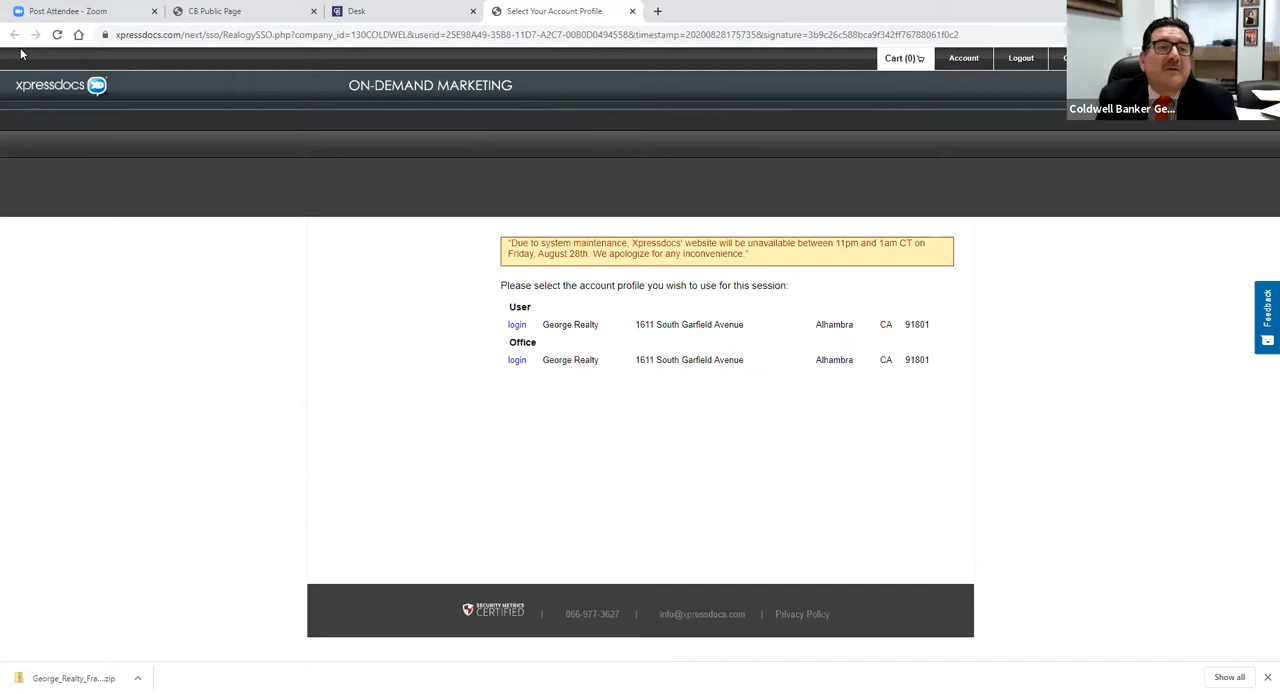 Post Attendee - Zoom
CB Public Page
Desk
Select Your Account Profile
xpressdocs.com/next/sso/RealogySSO.php?company_id=130COLDWEL&userid=25E95A49-35B8-11D7-A2C7-00B0D0494558&timestamp=20200828175735&signature=3b9c26c588bca9f342ff76788061f0c2
Cart (0)
Account
Logout
xpressdocs XD
ON-DEMAND MARKETING
Coldwell Banker Ge...
"Due to system maintenance, Xpressdocs' website will be unavailable between 11pm and 1am CT on
Friday, August 28th. We apologize for any inconvenience."
Please select the account profile you wish to use for this session:
User
login George Realty 1611 South Garfield Avenue Alhambra CA 91801
Office
login George Realty 1611 South Garfield Avenue Alhambra CA 91801
Feedback
SECURITY METRICS
CERTIFIED
| 866-977-3627 | info@xpressdocs.com | Privacy Policy
George_Realty_Fra....zip
Show all